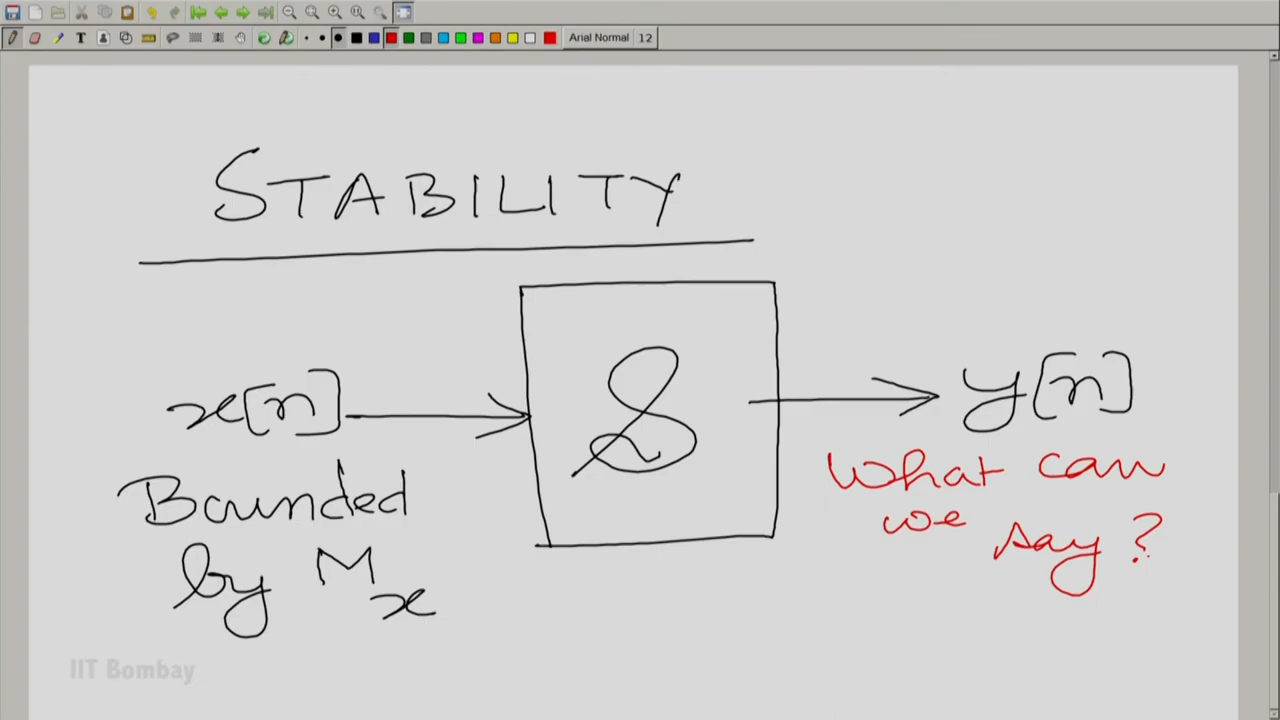 Arial Normal 12
STABILITY
x[n] S y[n]
Bounded
by Mx
What can
we say?
IIT Bombay